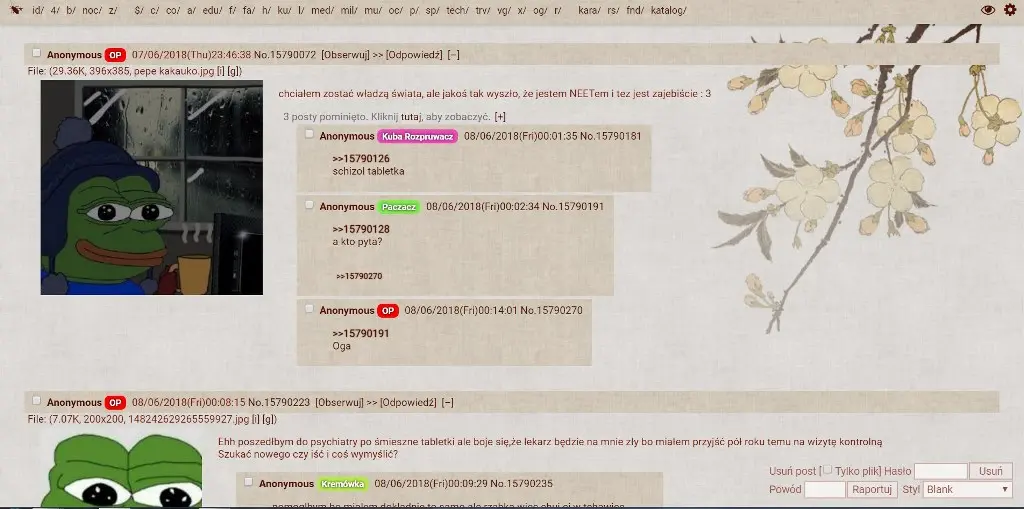 id/ 4/ b/ noc/ z/ $/ c/ co/ a/ edu/ f/ fa/ h/ ku/ l/ med/ mil/ mu/ oc/ p/ sp/ tech/ trv/ vg/ x/ og/ r/ kara/ rs/ fnd/ katalog/
Anonymous OP 07/06/2018(Thu)23:46:38 No.15790072 [Obserwuj] >> [Odpowiedź] [–]
File: (29.36K, 396x385, pepe kakauko.jpg [i] [g])
chciałem zostać władzą świata, ale jakoś tak wyszło, że jestem NEETem i tez jest zajebiście : 3
3 posty pominięto. Kliknij tutaj, aby zobaczyć. [+]
Anonymous Kuba Rozpruwacz 08/06/2018(Fri)00:01:35 No.15790181
>>15790126
schizol tabletka
Anonymous Paczacz 08/06/2018(Fri)00:02:34 No.15790191
>>15790128
a kto pyta?
>>15790270
Anonymous OP 08/06/2018(Fri)00:14:01 No.15790270
>>15790191
Oga
Anonymous OP 08/06/2018(Fri)00:08:15 No.15790223 [Obserwuj] >> [Odpowiedź] [–]
File: (7.07K, 200x200, 148242629265559927.jpg [i] [g])
Ehh poszedłbym do psychiatry po śmieszne tabletki ale boje się,że lekarz będzie na mnie zły bo miałem przyjść pół roku temu na wizytę kontrolną
Szukać nowego czy iść i coś wymyślić?
Anonymous Kremówka 08/06/2018(Fri)00:09:29 No.15790235
Usuń post [ Tylko plik] Hasło Usuń
Powód Raportuj Styl Blank